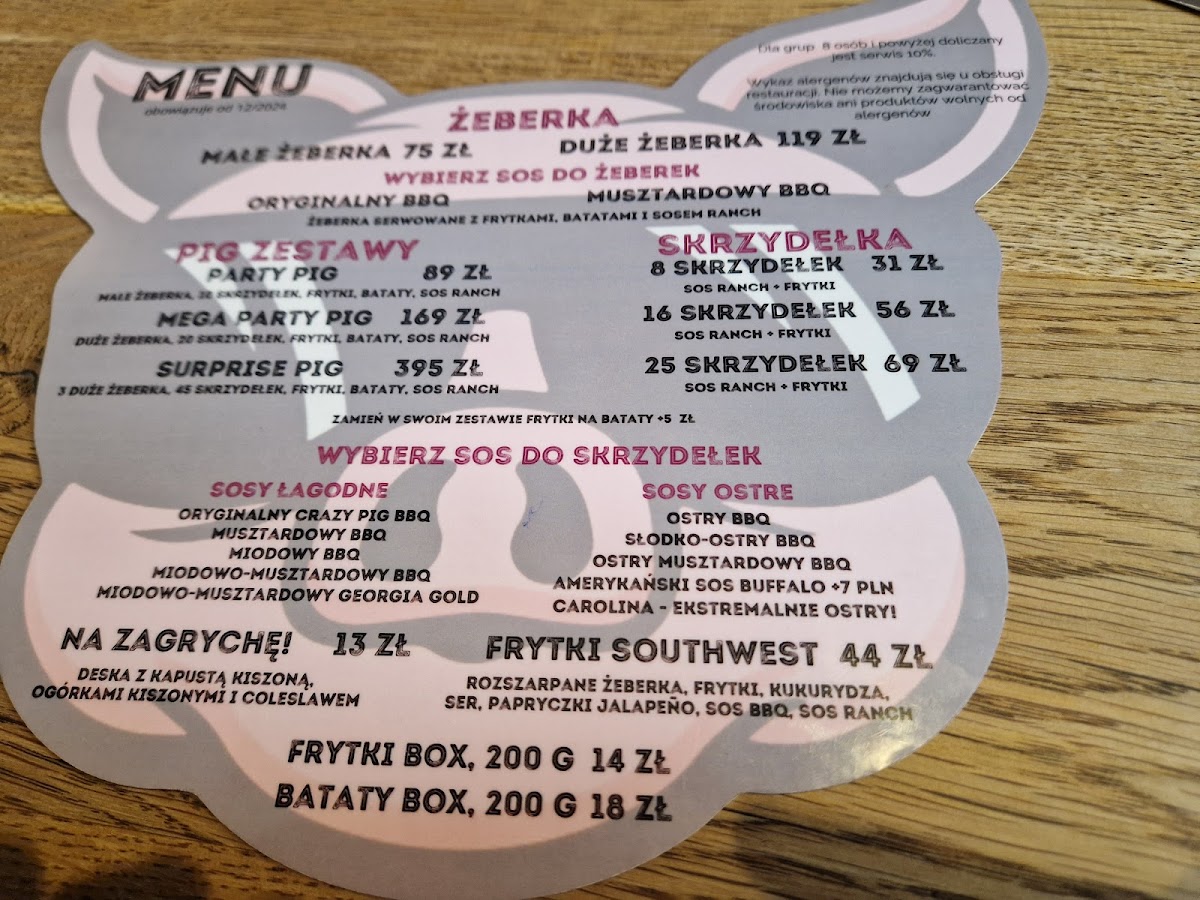 MENU
obowiązuje od 12/2024
Dla grup 8 osób i powyżej doliczany
jest serwis 10%.
Wykaz alergenów znajdują się u obsługi
restauracji. Nie możemy zagwarantować
środowiska ani produktów wolnych od
alergenów
ŻEBERKA
MAŁE ŻEBERKA 75 ZŁ
DUŻE ŻEBERKA 119 ZŁ
WYBIERZ SOS DO ŻEBEREK
ORYGINALNY BBQ
MUSZTARDOWY BBQ
ŻEBERKA SERWOWANE Z FRYTKAMI, BATATAMI I SOSEM RANCH
PIG ZESTAWY
PARTY PIG 89 ZŁ
MAŁE ŻEBERKA, 10 SKRZYDEŁEK, FRYTKI, BATATY, SOS RANCH
MEGA PARTY PIG 169 ZŁ
DUŻE ŻEBERKA, 20 SKRZYDEŁEK, FRYTKI, BATATY, SOS RANCH
SURPRISE PIG 395 ZŁ
3 DUŻE ŻEBERKA, 45 SKRZYDEŁEK, FRYTKI, BATATY, SOS RANCH
SKRZYDEŁKA
8 SKRZYDEŁEK 31 ZŁ
SOS RANCH + FRYTKI
16 SKRZYDEŁEK 56 ZŁ
SOS RANCH + FRYTKI
25 SKRZYDEŁEK 69 ZŁ
SOS RANCH + FRYTKI
ZAMIEŃ W SWOIM ZESTAWIE FRYTKI NA BATATY +5 ZŁ
WYBIERZ SOS DO SKRZYDEŁEK
SOSY ŁAGODNE
ORYGINALNY CRAZY PIG BBQ
MUSZTARDOWY BBQ
MIODOWY BBQ
MIODOWO-MUSZTARDOWY BBQ
MIODOWO-MUSZTARDOWY GEORGIA GOLD
SOSY OSTRE
OSTRY BBQ
SŁODKO-OSTRY BBQ
OSTRY MUSZTARDOWY BBQ
AMERYKAŃSKI SOS BUFFALO +7 PLN
CAROLINA - EKSTREMALNIE OSTRY!
NA ZAGRYCHĘ! 13 ZŁ
DESKA Z KAPUSTĄ KISZONĄ,
OGÓRKAMI KISZONYMI I COLESLAWEM
FRYTKI SOUTHWEST 44 ZŁ
ROZSZARPANE ŻEBERKA, FRYTKI, KUKURYDZA,
SER, PAPRYCZKI JALAPEÑO, SOS BBQ, SOS RANCH
FRYTKI BOX, 200 G 14 ZŁ
BATATY BOX, 200 G 18 ZŁ